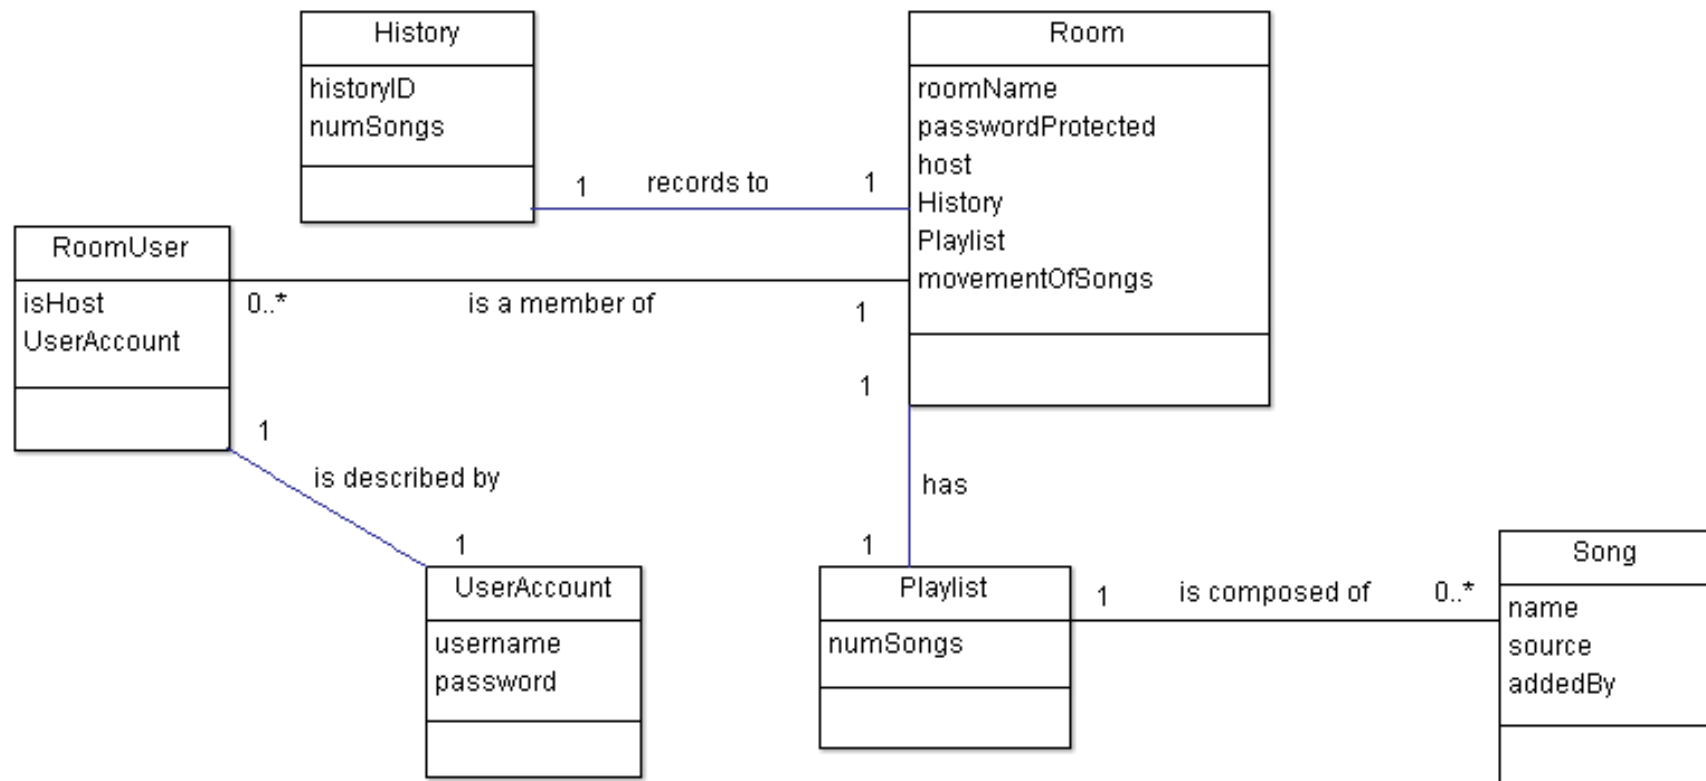 History
historyID
numSongs
Room
roomName
passwordProtected
host
History
Playlist
movementOfSongs
1 records to 1
RoomUser
isHost
UserAccount
0..* is a member of 1
1
is described by
1
UserAccount
username
password
1
has
1
Playlist
numSongs
1 is composed of 0..*
Song
name
source
addedBy